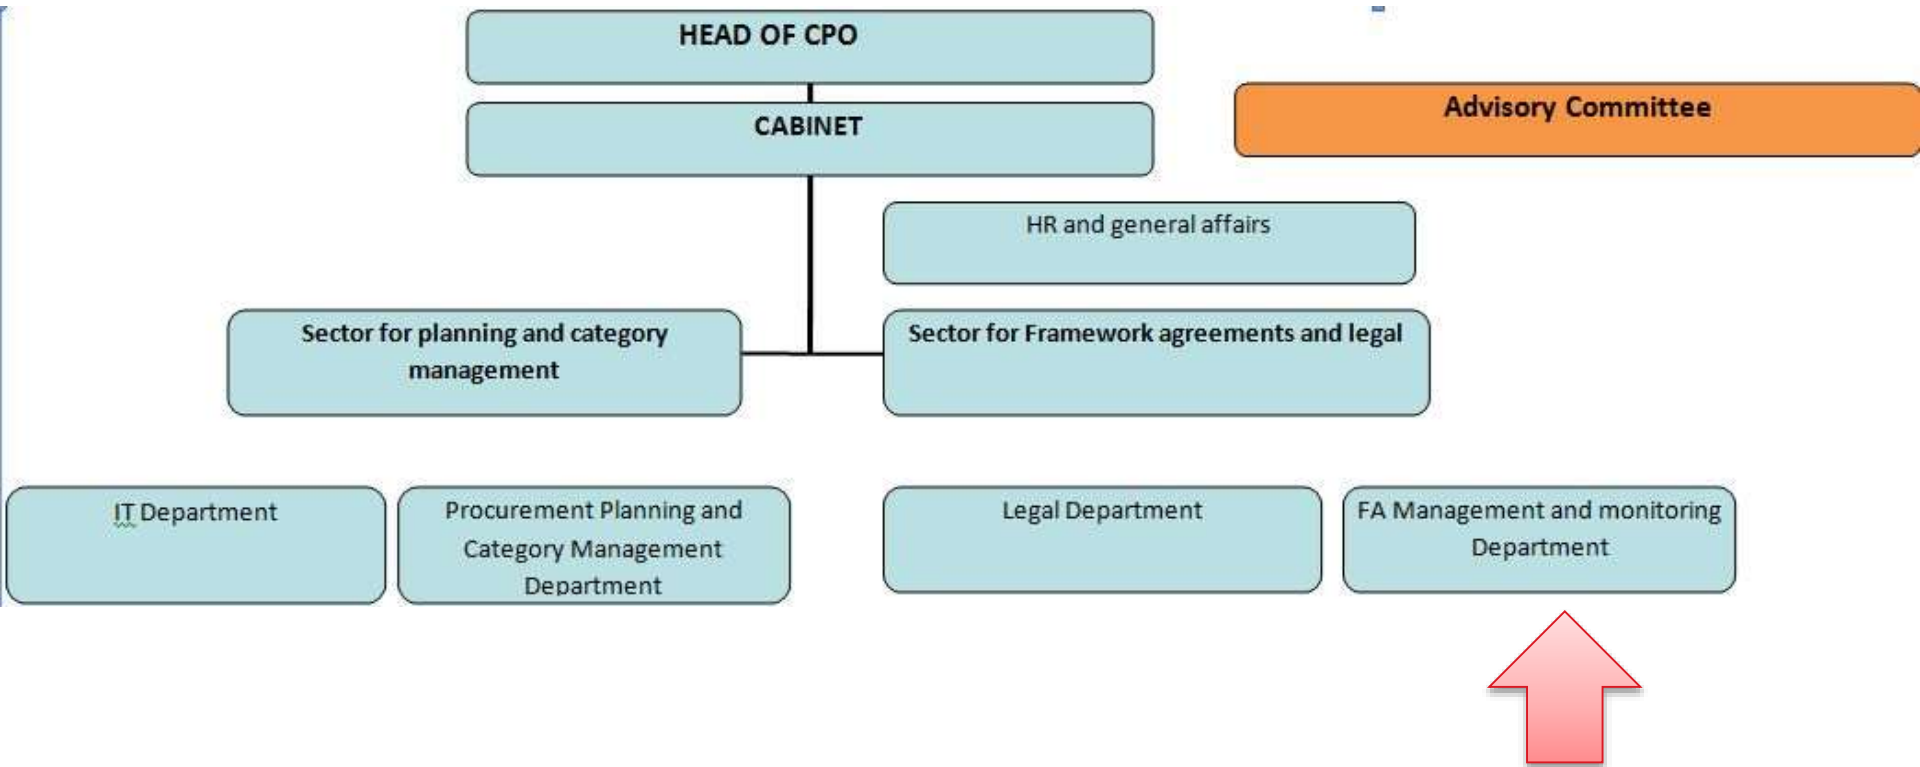 HEAD OF CPO
CABINET
Advisory Committee
HR and general affairs
Sector for planning and category
management
Sector for Framework agreements and legal
IT Department
Procurement Planning and
Category Management
Department
Legal Department
FA Management and monitoring
Department